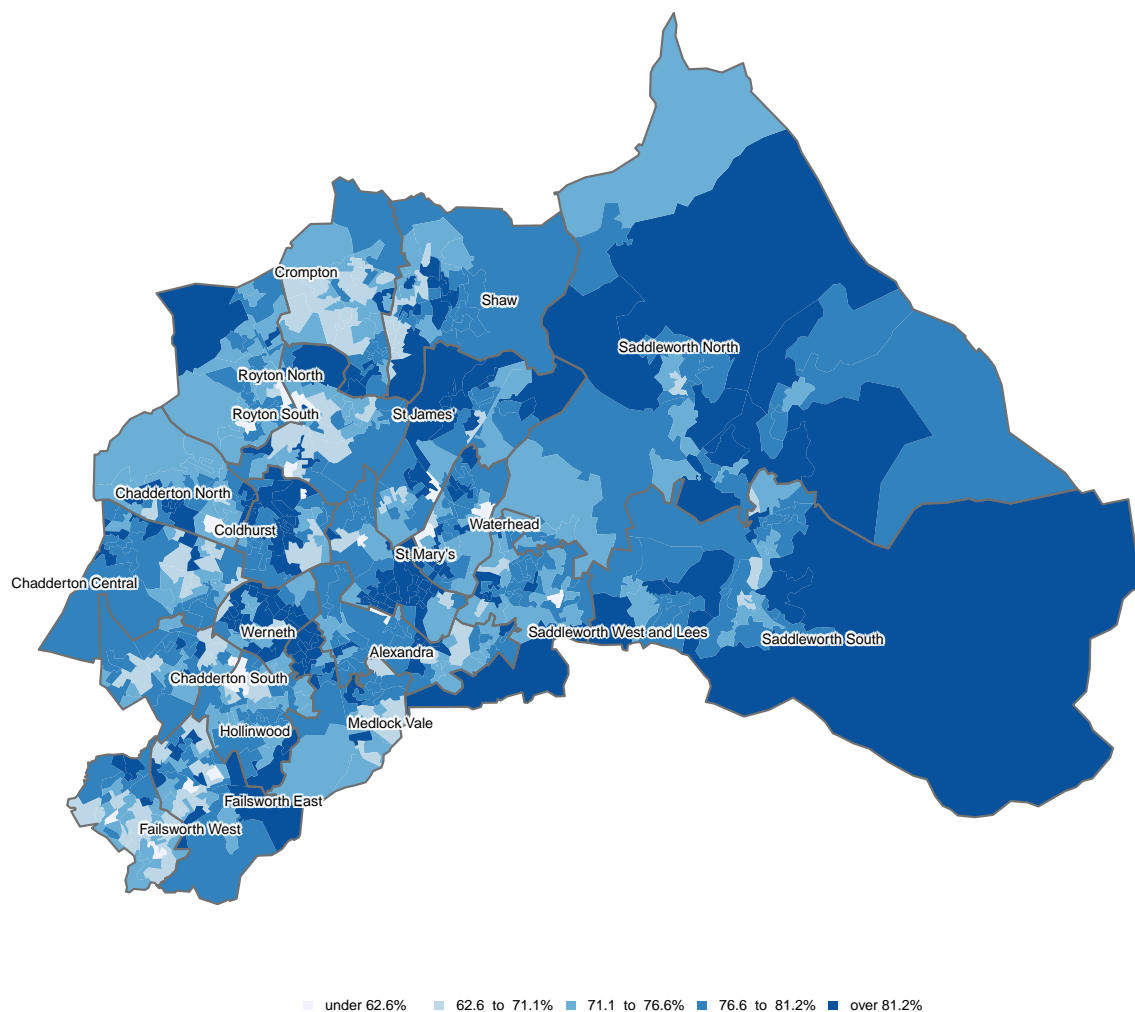 Crompton
Shaw
Saddleworth North
Royton North
Royton South
St James'
Chadderton North
Coldhurst
Waterhead
St Mary's
Chadderton Central
Werneth
Saddleworth West and Lees
Saddleworth South
Alexandra
Chadderton South
Medlock Vale
Hollinwood
Failsworth East
Failsworth West
under 62.6% 62.6 to 71.1% 71.1 to 76.6% 76.6 to 81.2% over 81.2%